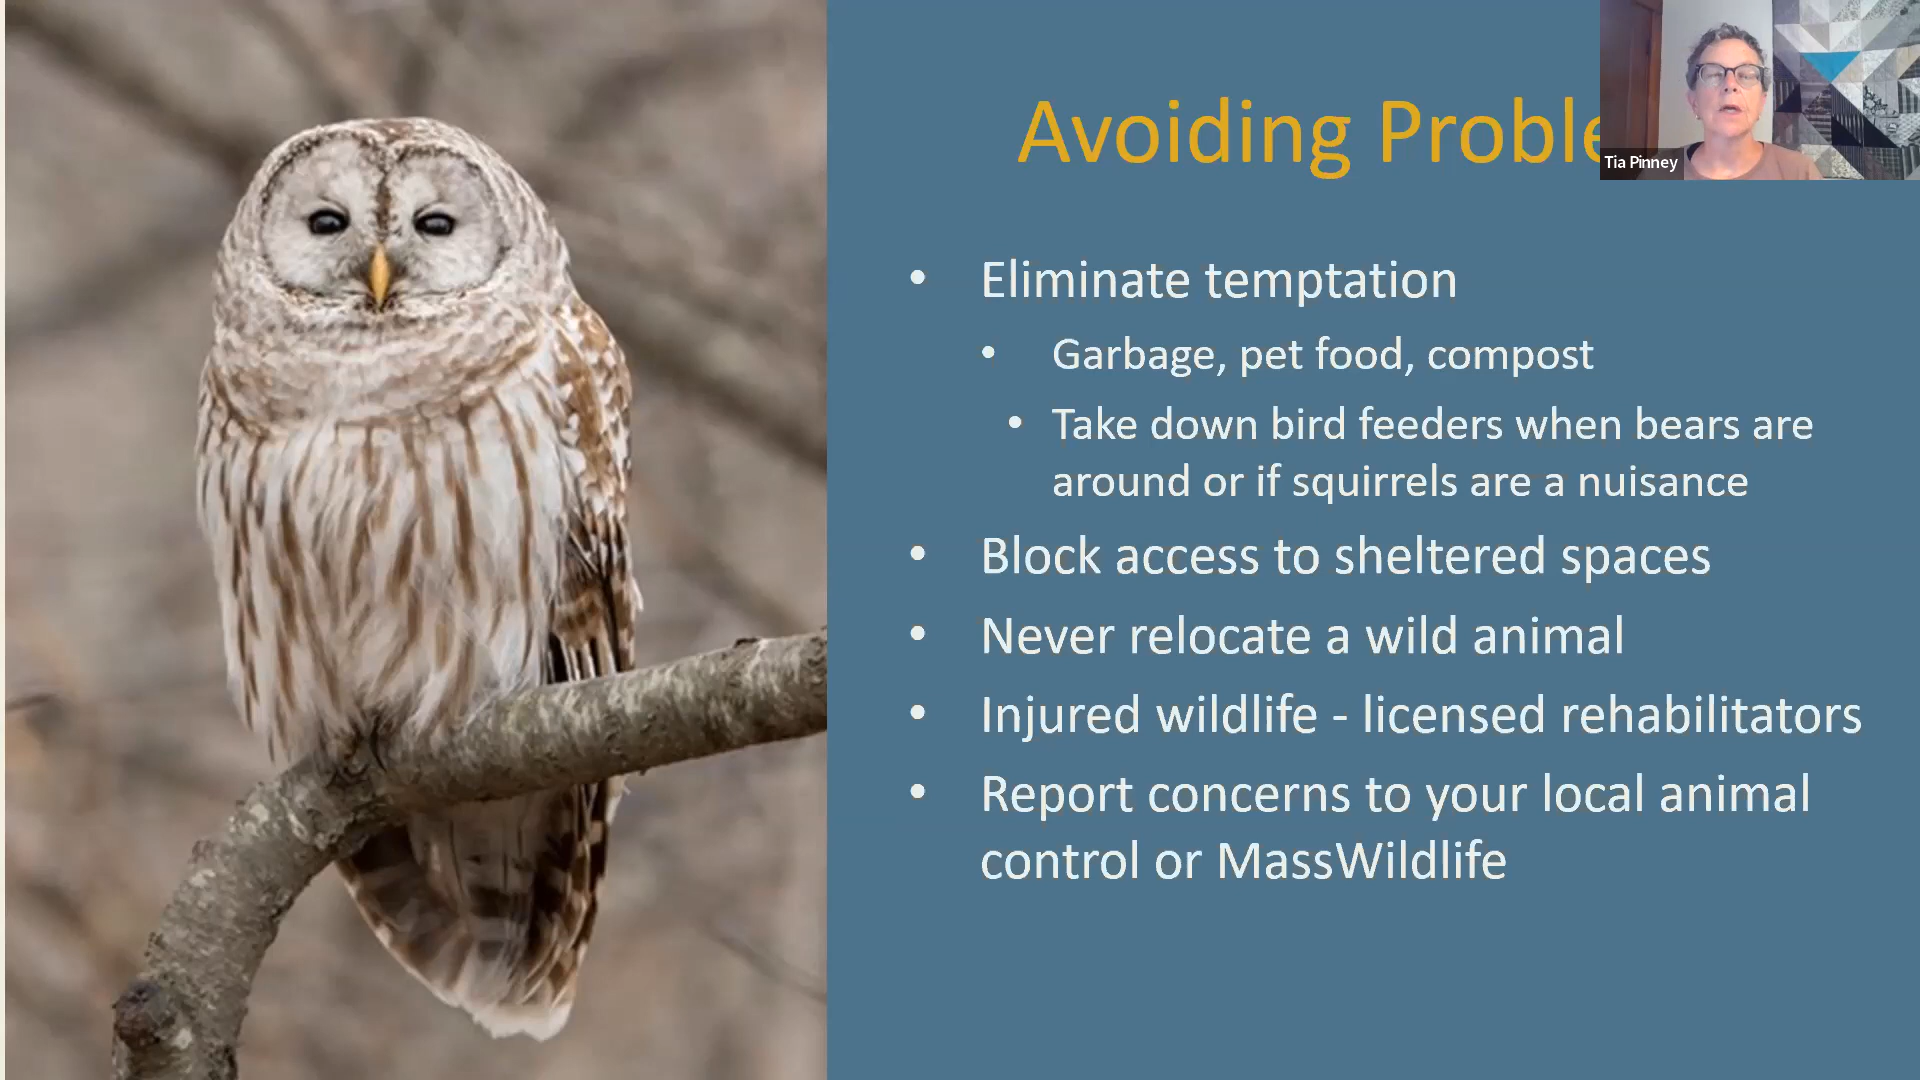 Avoiding Proble
Tia Pinney
• Eliminate temptation
• Garbage, pet food, compost
• Take down bird feeders when bears are
around or if squirrels are a nuisance
• Block access to sheltered spaces
• Never relocate a wild animal
• Injured wildlife - licensed rehabilitators
• Report concerns to your local animal
control or MassWildlife